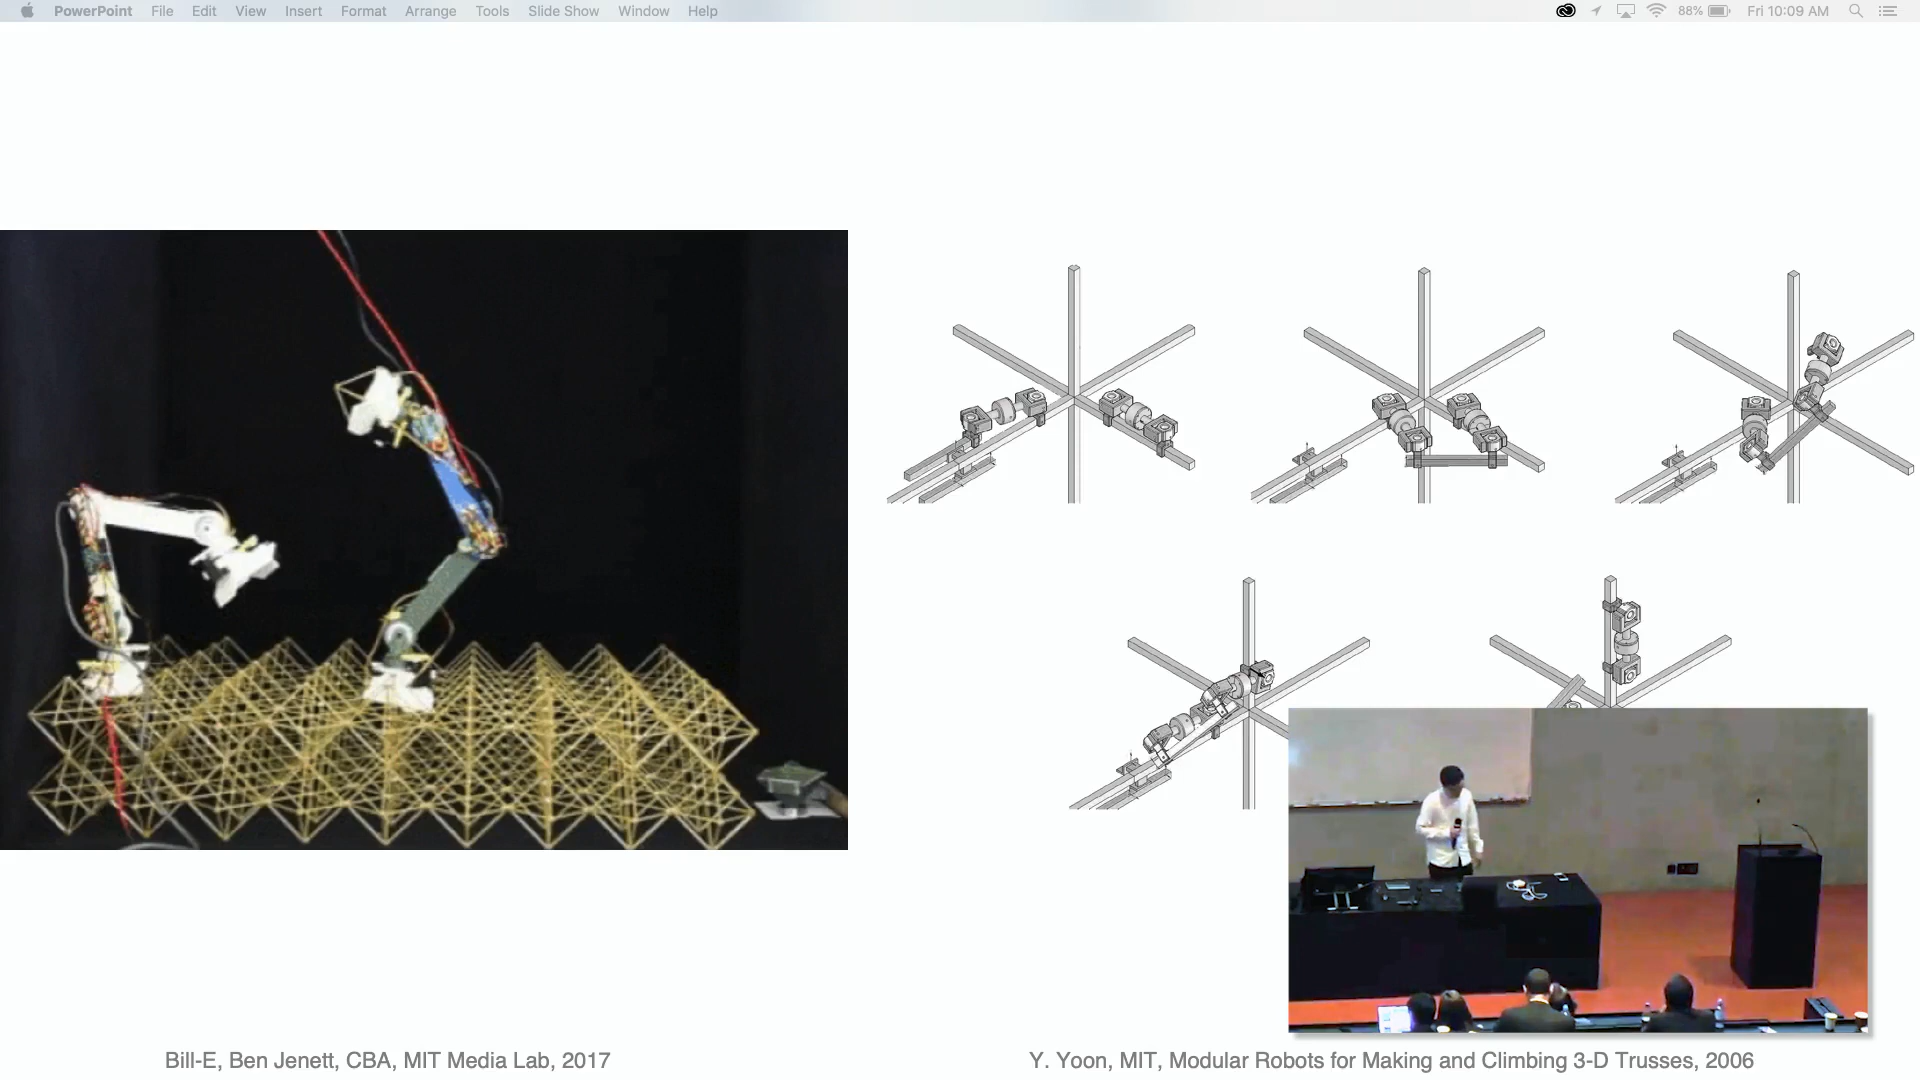 PowerPoint File Edit View Insert Format Arrange Tools Slide Show Window Help 88% Fri 10:09 AM
Bill-E, Ben Jenett, CBA, MIT Media Lab, 2017
Y. Yoon, MIT, Modular Robots for Making and Climbing 3-D Trusses, 2006